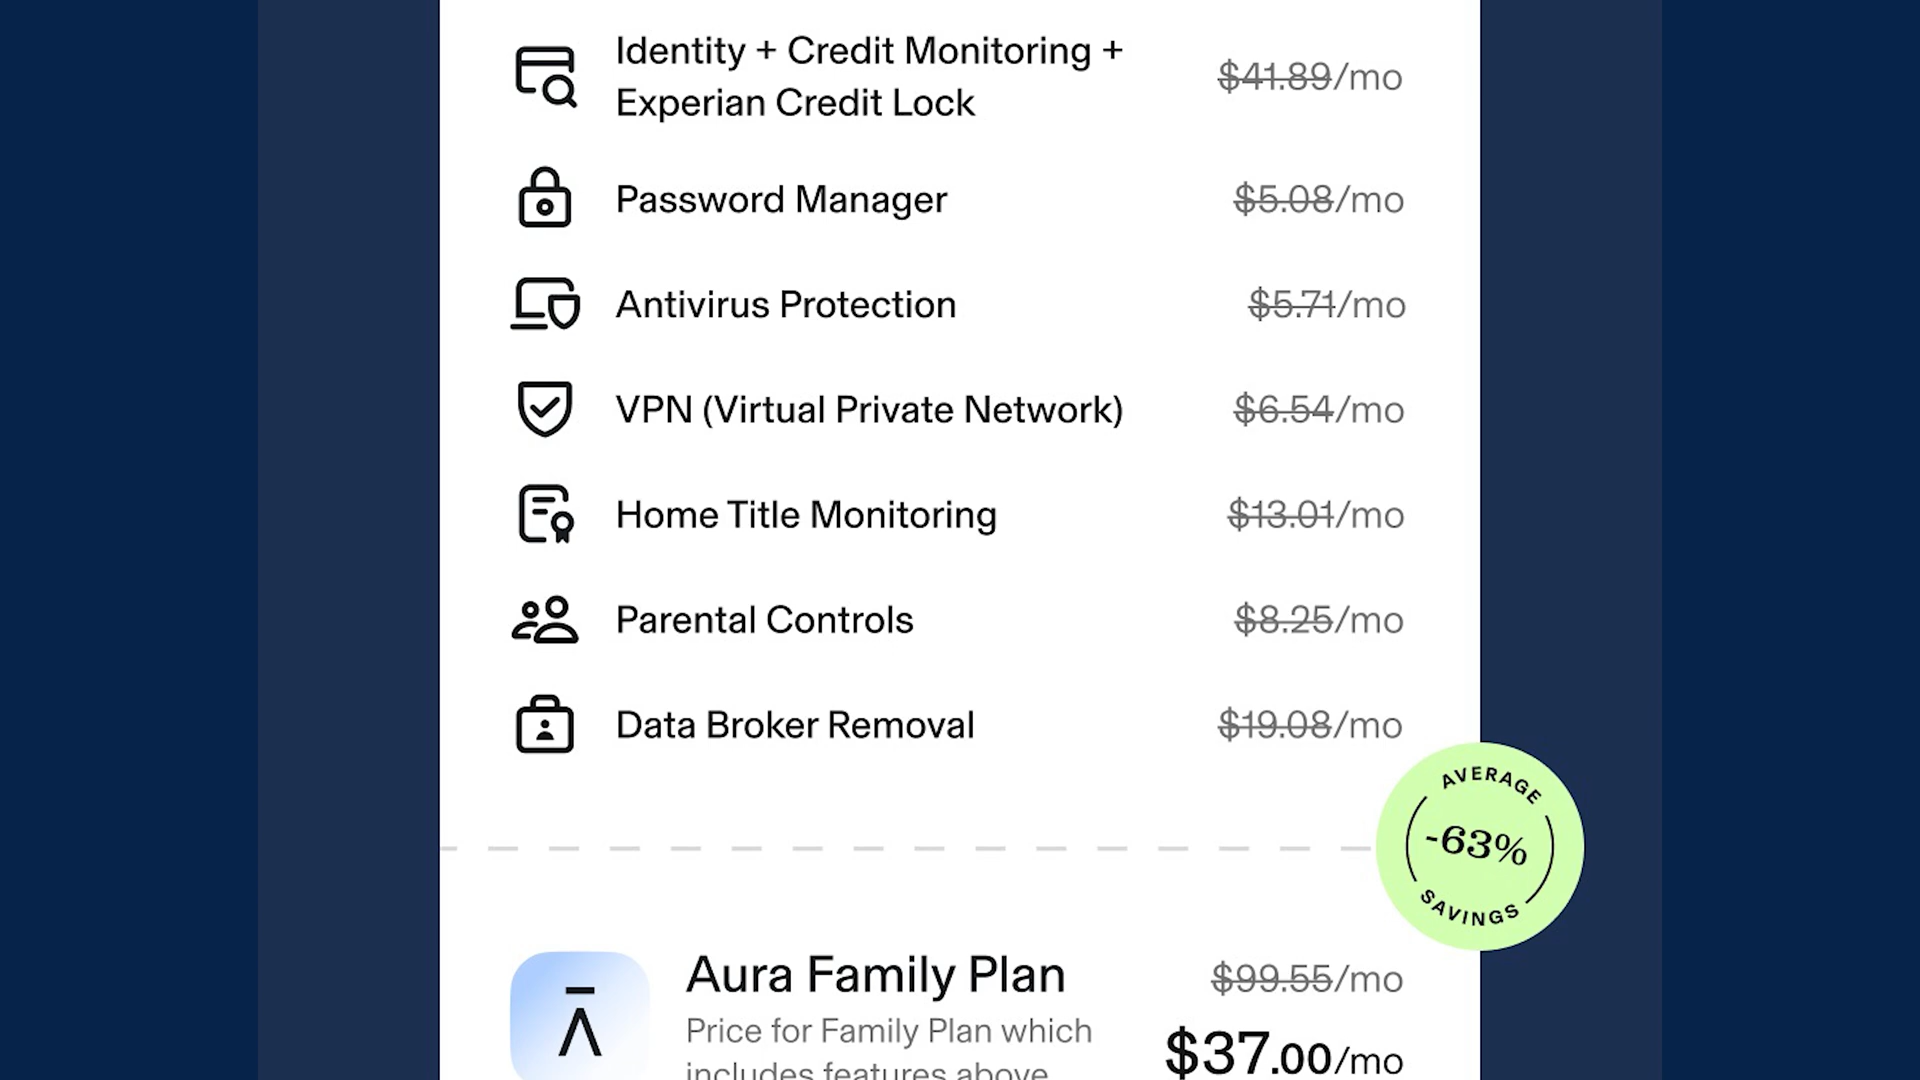 Identity + Credit Monitoring +
Experian Credit Lock
$41.89/mo
Password Manager
$5.08/mo
Antivirus Protection
$5.71/mo
VPN (Virtual Private Network)
$6.54/mo
Home Title Monitoring
$13.01/mo
Parental Controls
$8.25/mo
Data Broker Removal
$19.08/mo
AVERAGE
-63%
SAVINGS
Aura Family Plan
$99.55/mo
Price for Family Plan which
includes features above
$37.00/mo